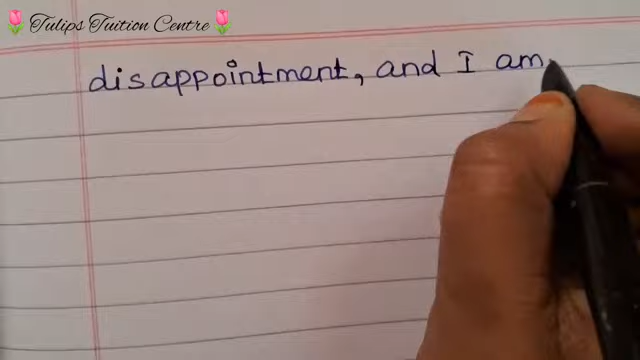 🌷Tulips Tuition Centre🌷
disappointment, and I am